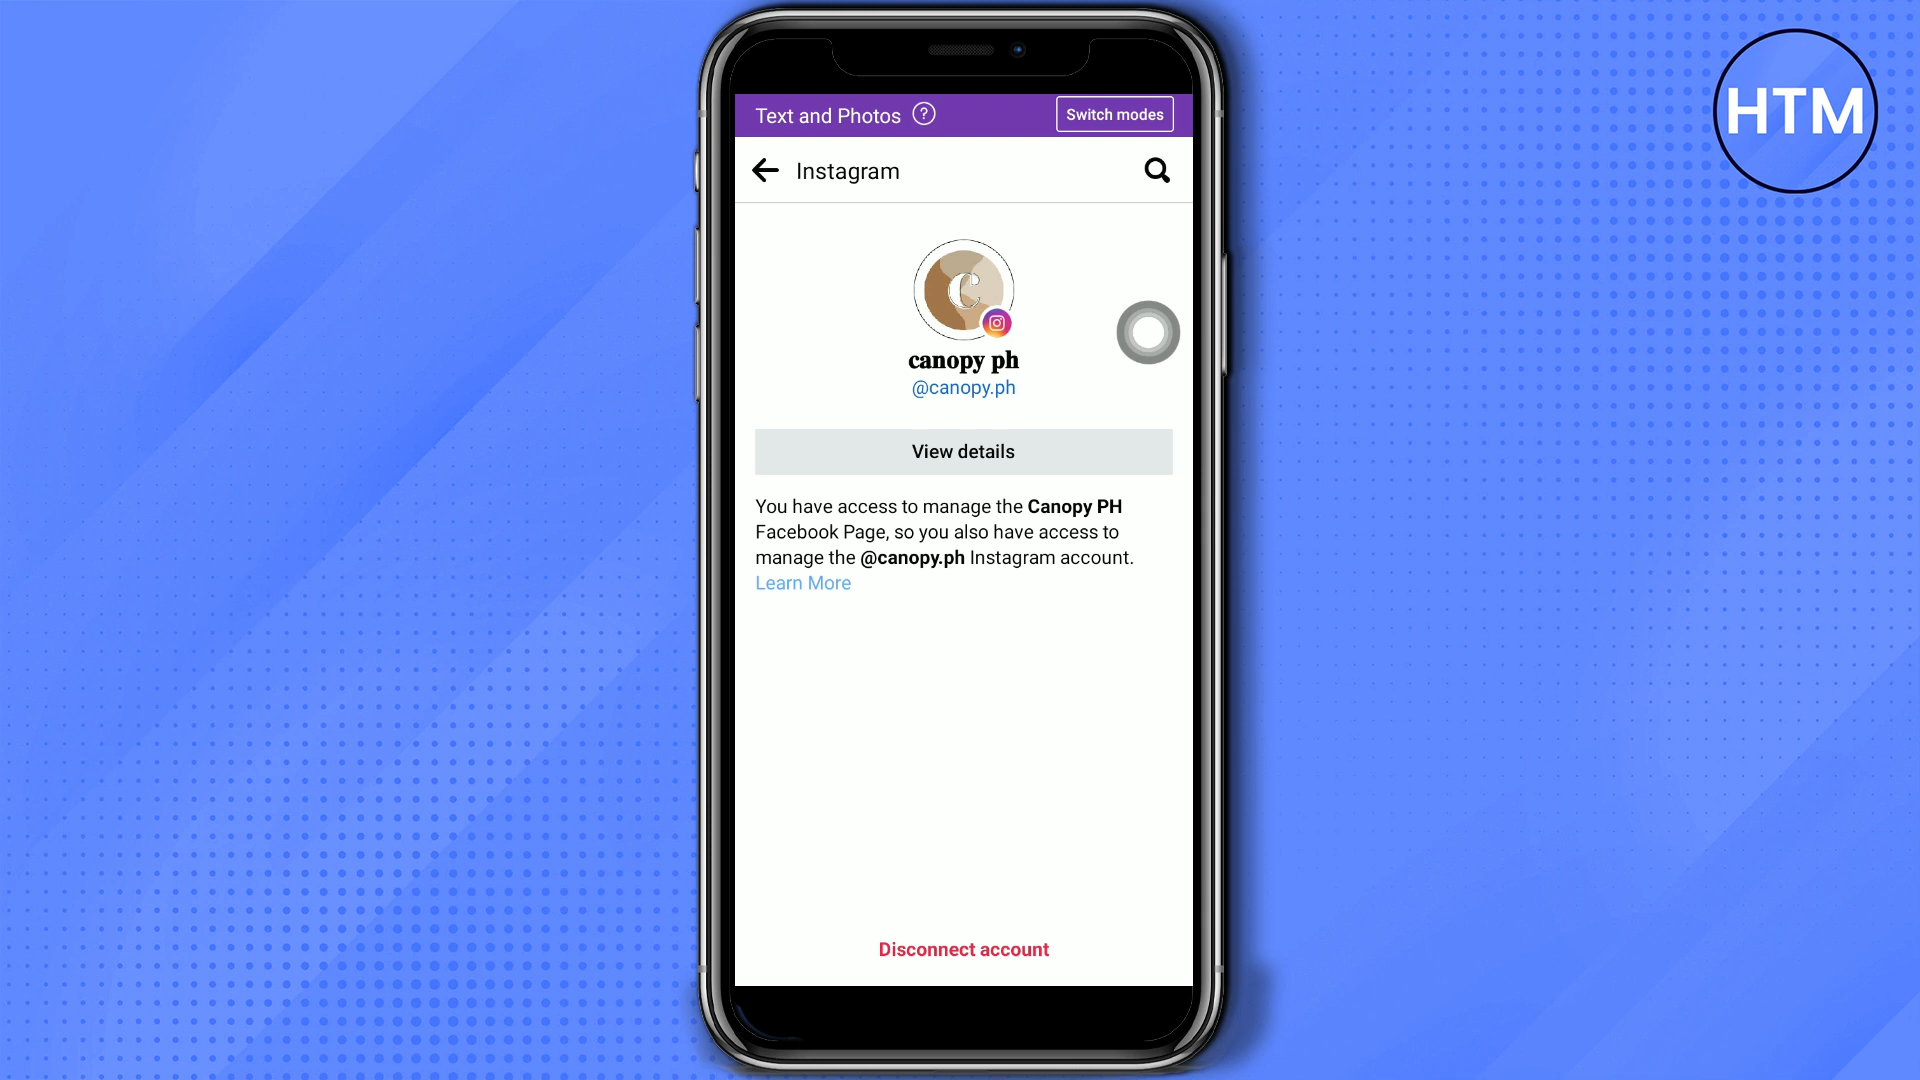 HTM
Text and Photos ?
Switch modes
Instagram
C
canopy ph
@canopy.ph
View details
You have access to manage the Canopy PH
Facebook Page, so you also have access to
manage the @canopy.ph Instagram account.
Learn More
Disconnect account